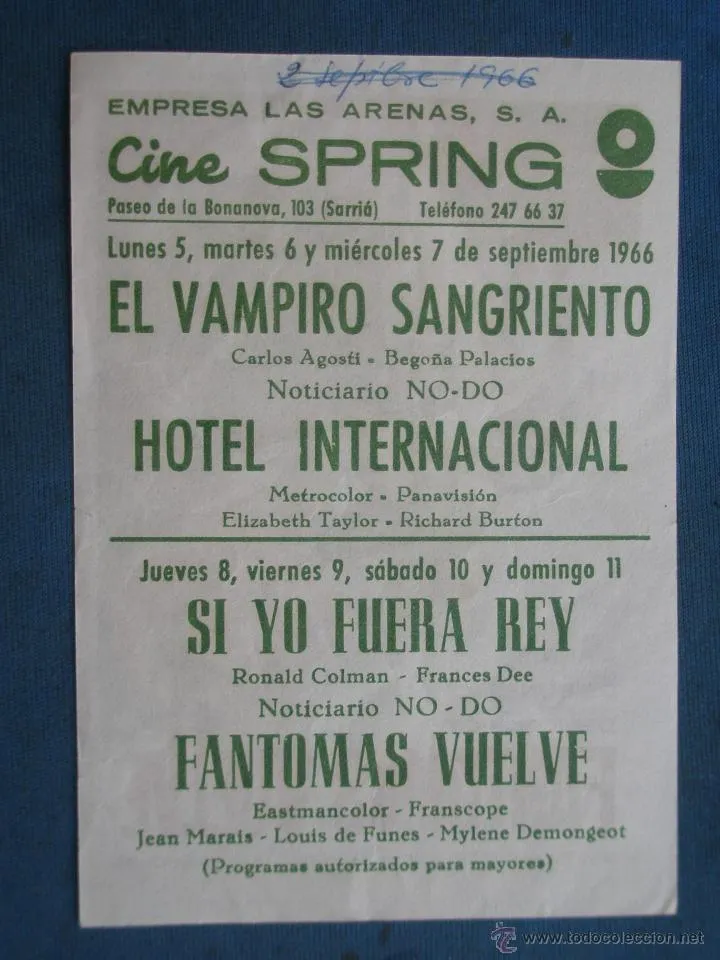 2 sepibre 1966
EMPRESA LAS ARENAS, S. A.
Cine SPRING
Paseo de la Bonanova, 103 (Sarriá) Teléfono 247 66 37
Lunes 5, martes 6 y miércoles 7 de septiembre 1966
EL VAMPIRO SANGRIENTO
Carlos Agosti - Begoña Palacios
Noticiario NO-DO
HOTEL INTERNACIONAL
Metrocolor - Panavisión
Elizabeth Taylor - Richard Burton
Jueves 8, viernes 9, sábado 10 y domingo 11
SI YO FUERA REY
Ronald Colman - Frances Dee
Noticiario NO - DO
FANTOMAS VUELVE
Eastmancolor - Franscope
Jean Marais - Louis de Funes - Mylene Demongeot
(Programas autorizados para mayores)
www.todocoleccion.net